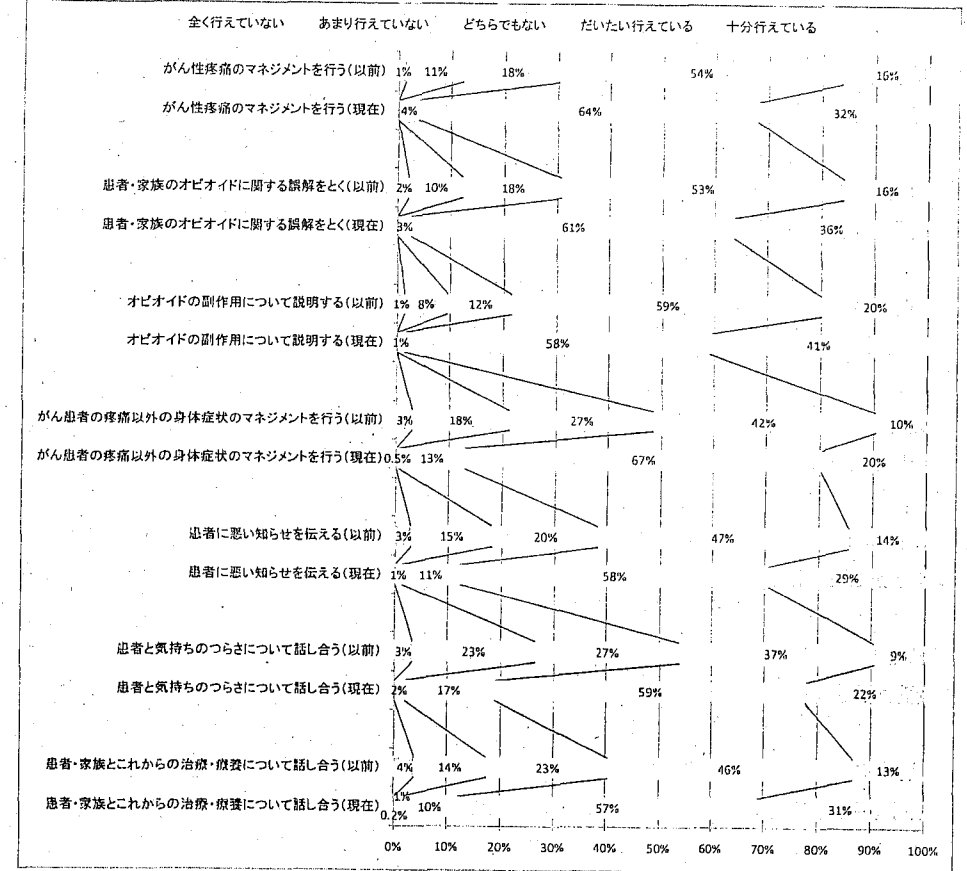 全く行えていない あまり行えていない どちらでもない だいたい行えている 十分行えている
がん性疼痛のマネジメントを行う(以前) 1% 11% 18% 54% 16%
がん性疼痛のマネジメントを行う(現在) 4% 64% 32%
患者・家族のオピオイドに関する誤解をとく(以前) 2% 10% 18% 53% 16%
患者・家族のオピオイドに関する誤解をとく(現在) 3% 61% 36%
オピオイドの副作用について説明する(以前) 1% 8% 12% 59% 20%
オピオイドの副作用について説明する(現在) 1% 58% 41%
がん患者の疼痛以外の身体症状のマネジメントを行う(以前) 3% 18% 27% 42% 10%
がん患者の疼痛以外の身体症状のマネジメントを行う(現在) 0.5% 13% 67% 20%
患者に悪い知らせを伝える(以前) 3% 15% 20% 47% 14%
患者に悪い知らせを伝える(現在) 1% 11% 58% 29%
患者と気持ちのつらさについて話し合う(以前) 3% 23% 27% 37% 9%
患者と気持ちのつらさについて話し合う(現在) 2% 17% 59% 22%
患者・家族とこれからの治療・療養について話し合う(以前) 4% 14% 23% 46% 13%
患者・家族とこれからの治療・療養について話し合う(現在) 0.2% 1% 10% 57% 31%
0% 10% 20% 30% 40% 50% 60% 70% 80% 90% 100%